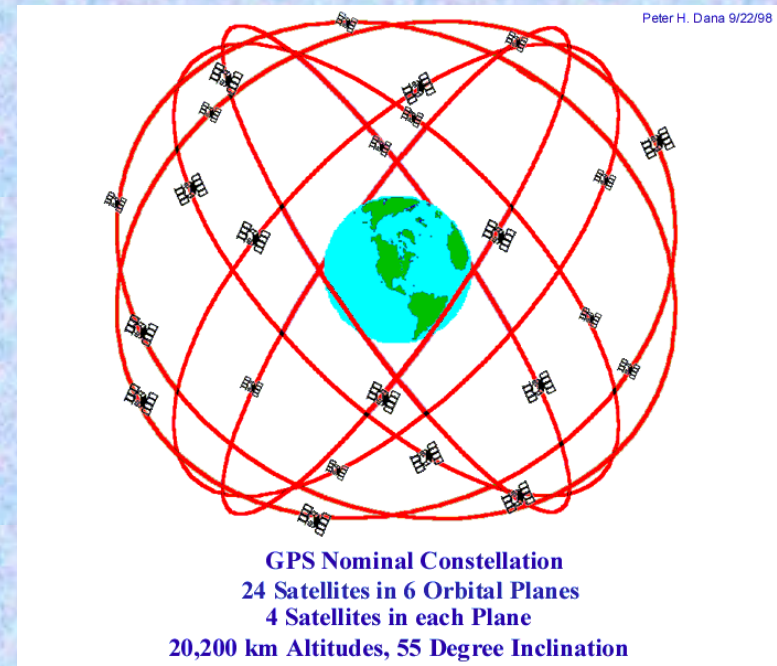 Peter H. Dana 9/22/98
GPS Nominal Constellation
24 Satellites in 6 Orbital Planes
4 Satellites in each Plane
20,200 km Altitudes, 55 Degree Inclination